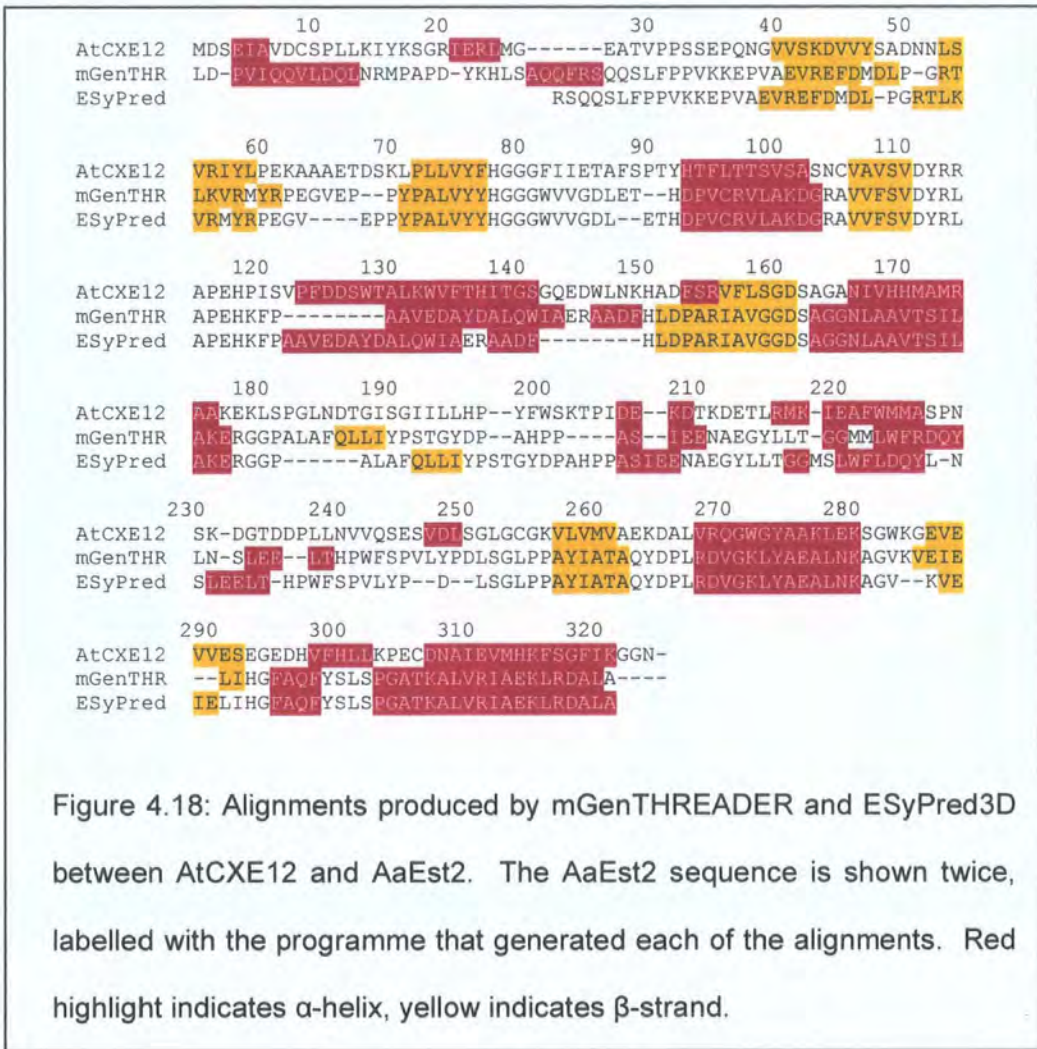 10 20 30 40 50
AtCXE12 MDSEIAVDCSPLLKIYKSGRIERLMG------EATVPPSSEPQNGVVSKDVVYSADNNLS
mGenTHR LD-PVIQQVLDQLNRMPAPD-YKHLSAQQFRSQQSLFPPVKKEPVAEVREFDMDLP-GRT
ESyPred RSQQSLFPPVKKEPVAEVREFDMDL-PGRTLK
60 70 80 90 100 110
AtCXE12 VRIYLPEKAAAETDSKLPLLVYFHGGGFIIETAFSPTYHTFLTTSVSASNCVAVSVDYRR
mGenTHR LKVRMYRPEGVEP--PYPALVYYHGGGWVVGDLET--HDPVCRVLAKDGRAVVFSVDYRL
ESyPred VRMYRPEGV---EPPYPALVYYHGGGWVVGDL--ETHDPVCRVLAKDGRAVVFSVDYRL
120 130 140 150 160 170
AtCXE12 APEHPISVPFDDSWTALKWVFTHITGSGQEDWLNKHADFSRVFLSGDSAGANIVHHMAMR
mGenTHR APEHKFP--------AAVEDAYDALQWIAERAADFHLDPARIAVGGDSAGGNLAAVTSIL
ESyPred APEHKFPAAVEDAYDALQWIAERAADF--------HLDPARIAVGGDSAGGNLAAVTSIL
180 190 200 210 220
AtCXE12 AAKEKLSPGLNDTGISGIILLHP--YFWSKTPIDE--KDTKDETLRMK-IEAFWMMASPN
mGenTHR AKERGGPALAFQLLIYPSTGYDP--AHPP----AS--IEENAEGYLLT-GGMMLWFRDQY
ESyPred AKERGGP------ALAFQLLIYPSTGYDPAHPPASIEENAEGYLLTGGMSLWFLDQYL-N
230 240 250 260 270 280
AtCXE12 SK-DGTDDPLLNVVQSESVDLSGLGCGKVLVMVAEKDALVRQGWGYAAKLEKSGWKGEVE
mGenTHR LN-SLEE--LTHPWFSPVLYPDLSGLPPAYIATAQYDPLRDVGKLYAEALNKAGVKVEIE
ESyPred SLEELT-HPWFSPVLYP--D--LSGLPPAYIATAQYDPLRDVGKLYAEALNKAGV--KVE
290 300 310 320
AtCXE12 VVESEGEDHVFHLLKPECDNAIEVMHKFSGFIKGGN-
mGenTHR --LIHGFAQFYSLSPGATKALVRIAEKLRDALA----
ESyPred IELIHGFAQFYSLSPGATKALVRIAEKLRDALA
Figure 4.18: Alignments produced by mGenTHREADER and ESyPred3D
between AtCXE12 and AaEst2. The AaEst2 sequence is shown twice,
labelled with the programme that generated each of the alignments. Red
highlight indicates α-helix, yellow indicates β-strand.